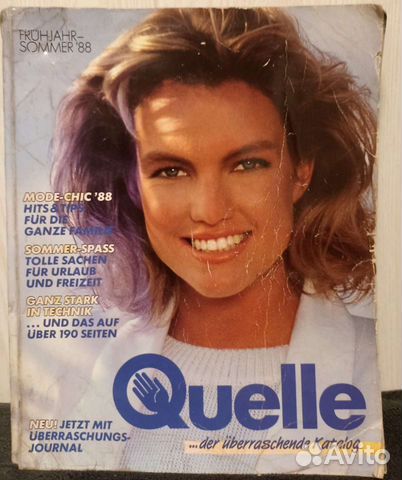 FRÜHJAHR-
SOMMER '88
MODE-CHIC '88
HITS & TIPS
FÜR DIE
GANZE FAMILIE
SOMMER-SPASS
TOLLE SACHEN
FÜR URLAUB
UND FREIZEIT
GANZ STARK
IN TECHNIK
... UND DAS AUF
ÜBER 190 SEITEN
Quelle
...der überraschende Katalog
NEU! JETZT MIT
ÜBERRASCHUNGS-
JOURNAL
Avito